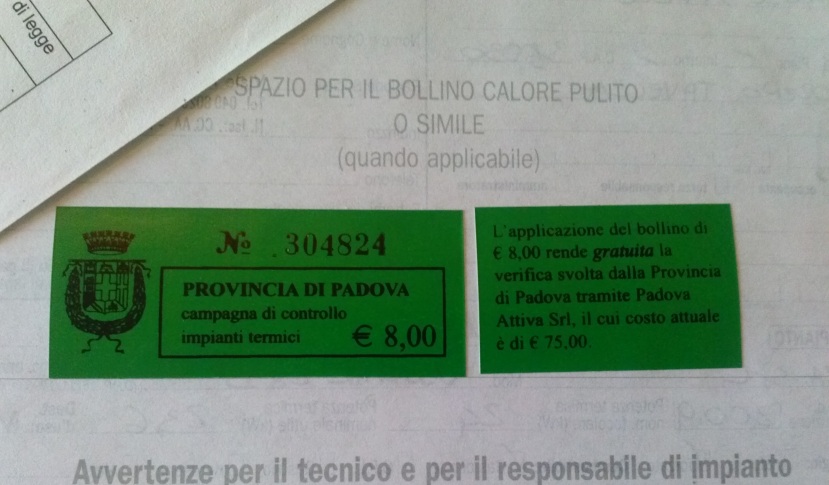 di legge
SPAZIO PER IL BOLLINO CALORE PULITO
O SIMILE
(quando applicabile)
No .304824
PROVINCIA DI PADOVA
campagna di controllo
impianti termici € 8,00
L'applicazione del bollino di
€ 8,00 rende gratuita la
verifica svolta dalla Provincia
di Padova tramite Padova
Attiva Srl, il cui costo attuale
è di € 75,00.
Avvertenze per il tecnico e per il responsabile di impianto